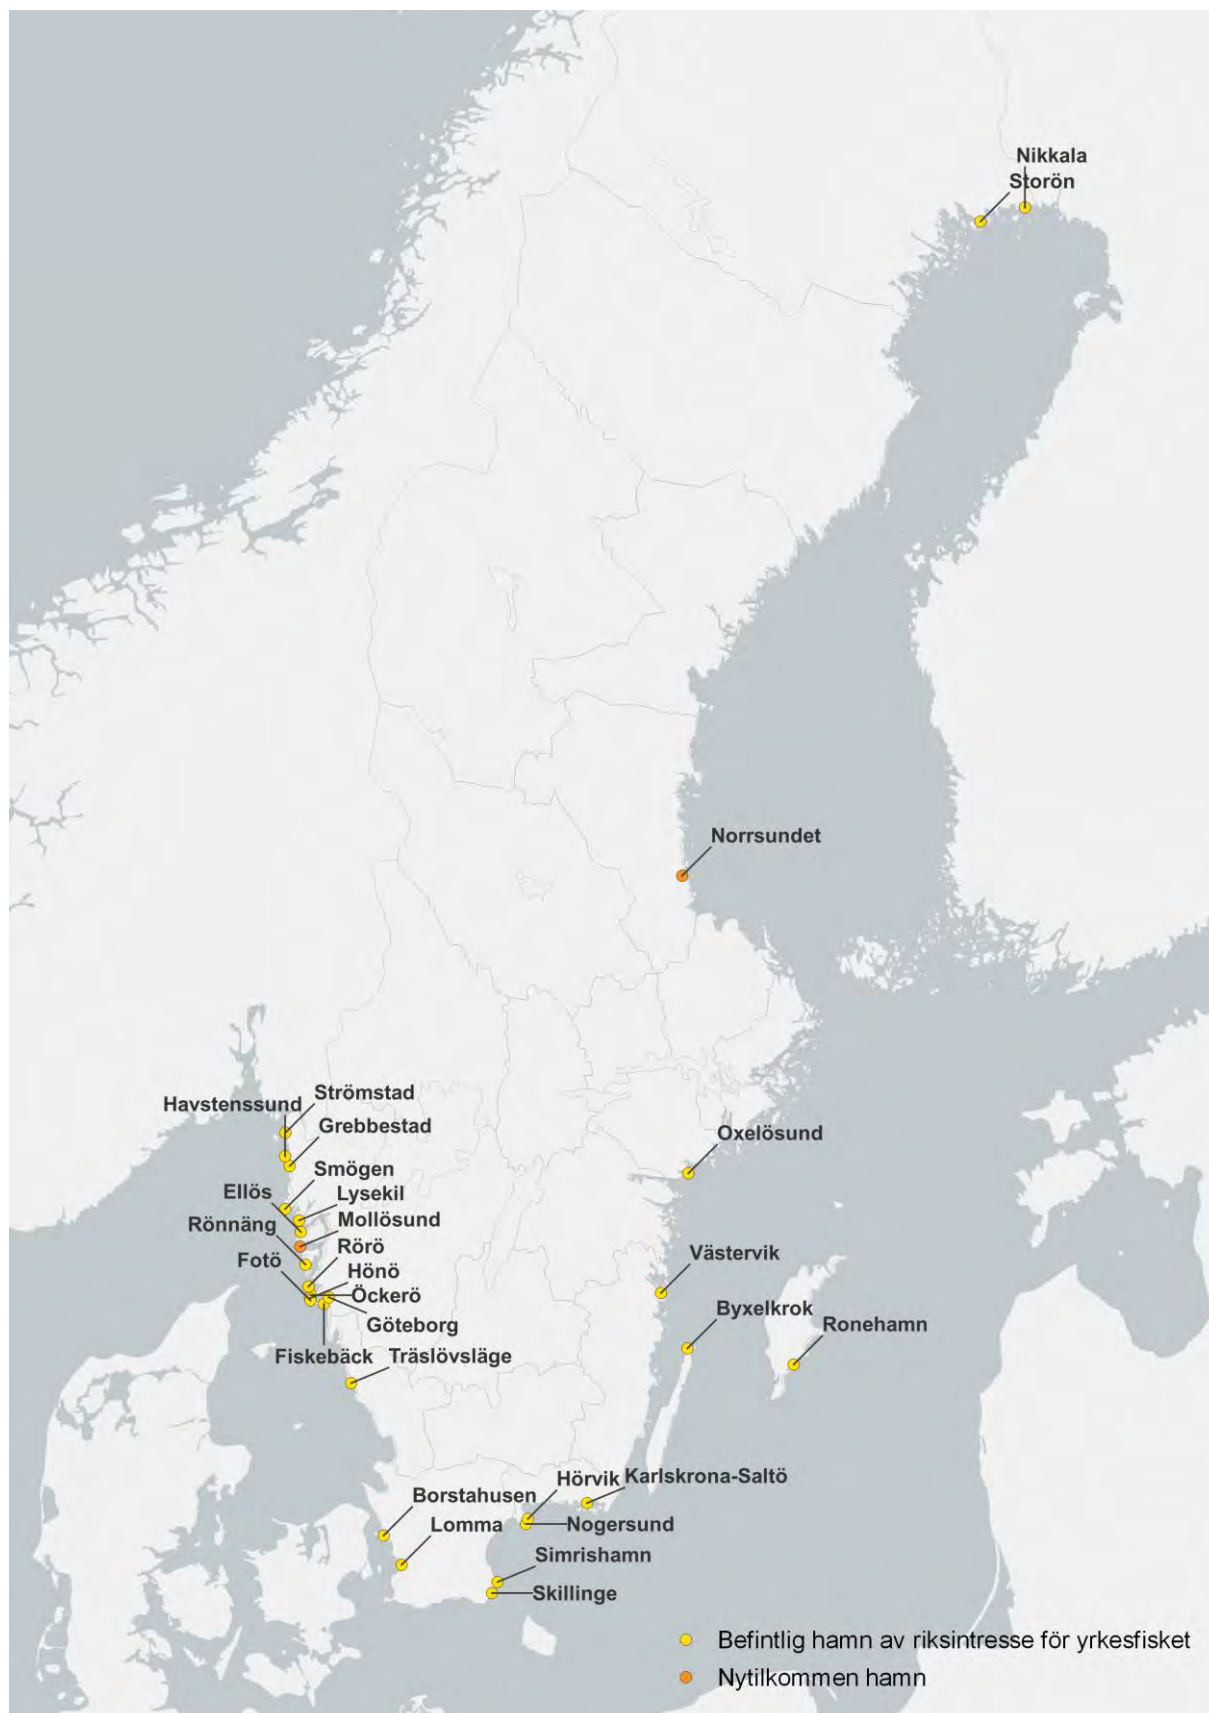 Nikkala
Storön
Norrsundet
Strömstad
Havstenssund
Grebbestad
Oxelösund
Smögen
Ellös
Lysekil
Mollösund
Rönnäng
Rörö
Västervik
Fotö
Hönö
Öckerö
Byxelkrok
Göteborg
Ronehamn
Fiskebäck
Träslövsläge
Hörvik
Karlskrona-Saltö
Borstahusen
Lomma
Nogersund
Simrishamn
Skillinge
Befintlig hamn av riksintresse för yrkesfisket
Nytilkommen hamn